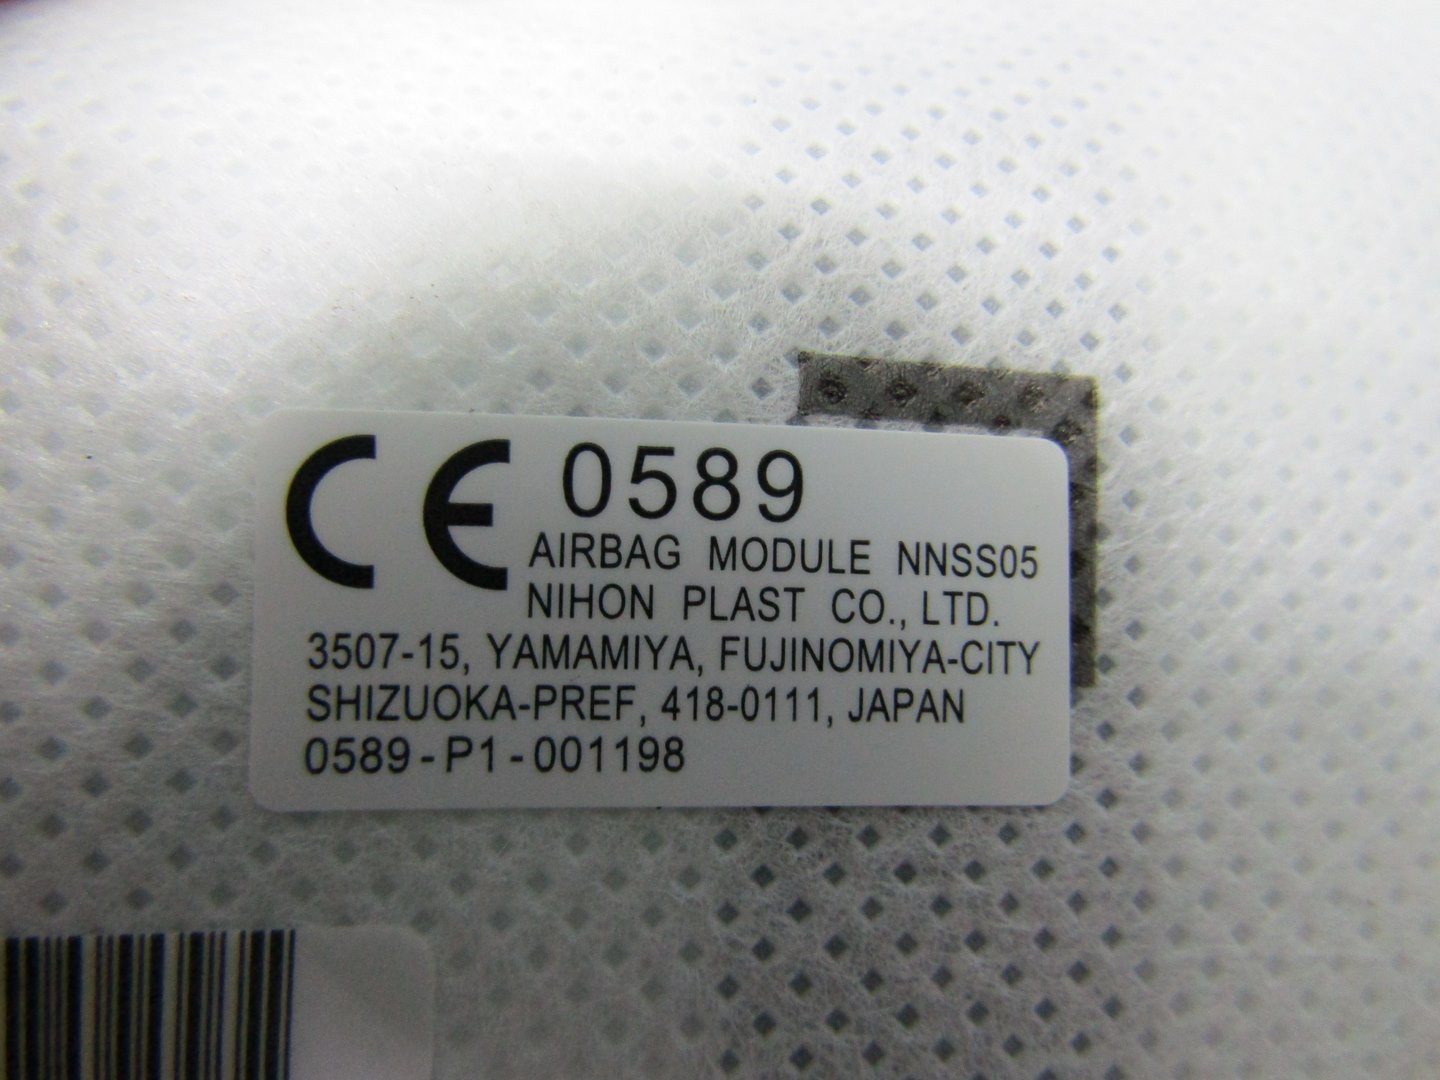 CE 0589
AIRBAG MODULE NNSS05
NIHON PLAST CO., LTD.
3507-15, YAMAMIYA, FUJINOMIYA-CITY
SHIZUOKA-PREF, 418-0111, JAPAN
0589-P1-001198